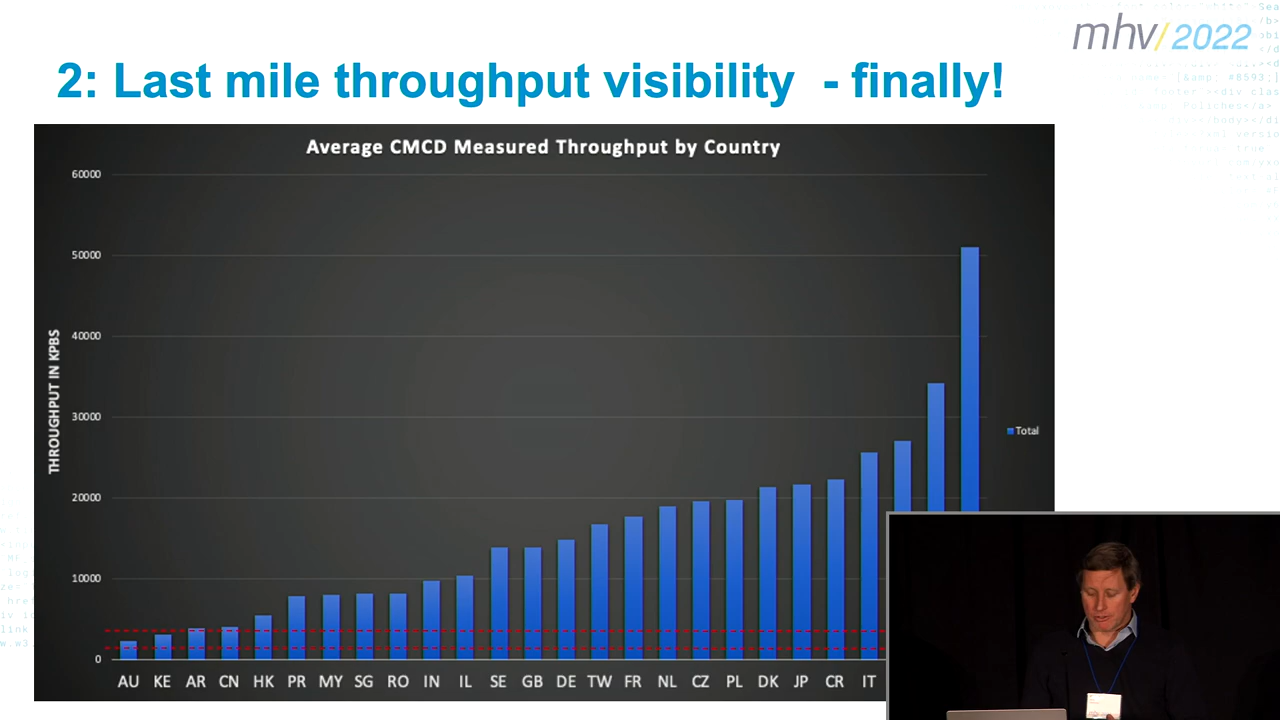 mhv/2022
2: Last mile throughput visibility - finally!
Average CMCD Measured Throughput by Country
60000
50000
40000
30000
20000
10000
0
THROUGHPUT IN KPBS
Total
AU KE AR CN HK PR MY SG RO IN IL SE GB DE TW FR NL CZ PL DK JP CR IT